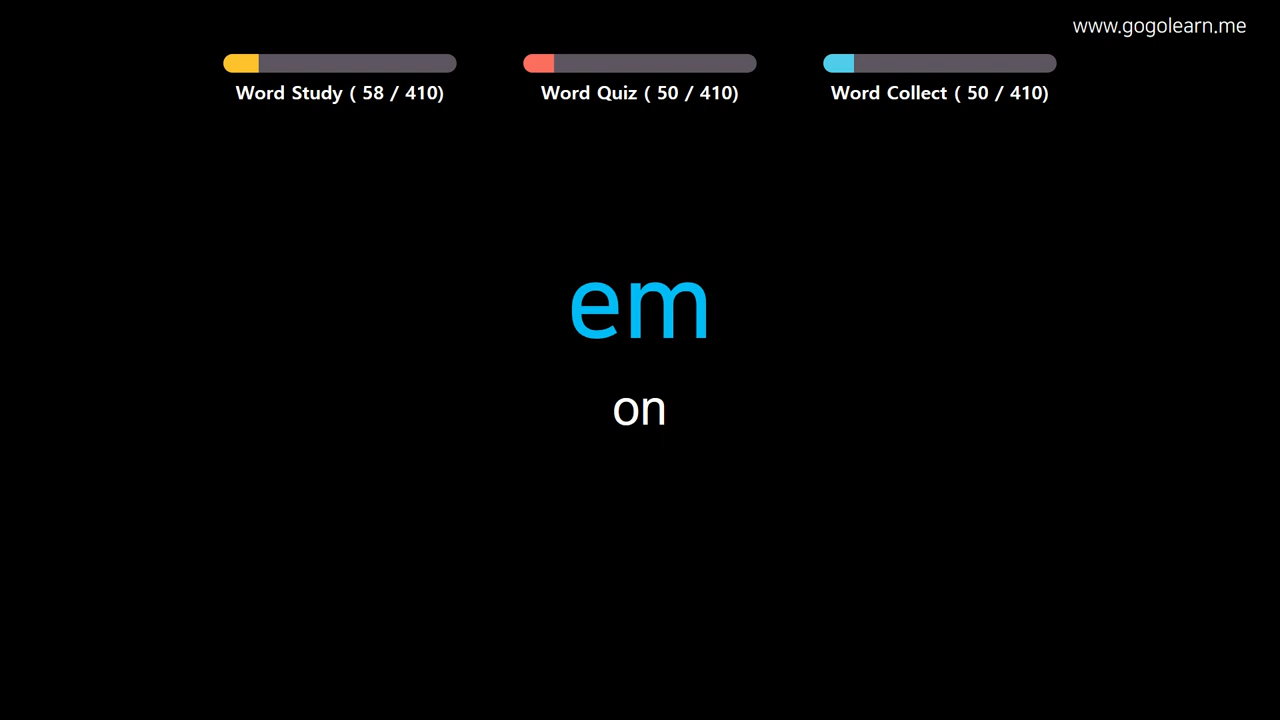 www.gogolearn.me
Word Study ( 58 / 410)
Word Quiz ( 50 / 410)
Word Collect ( 50 / 410)
em
on